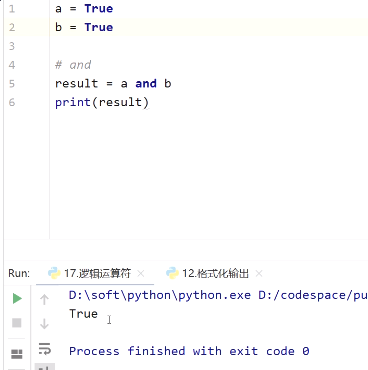 1 a = True
2 b = True
3
4 # and
5 result = a and b
6 print(result)
Run: 17.逻辑运算符 × 12.格式化输出 ×
D:\soft\python\python.exe D:/codespace/pu
True
Process finished with exit code 0